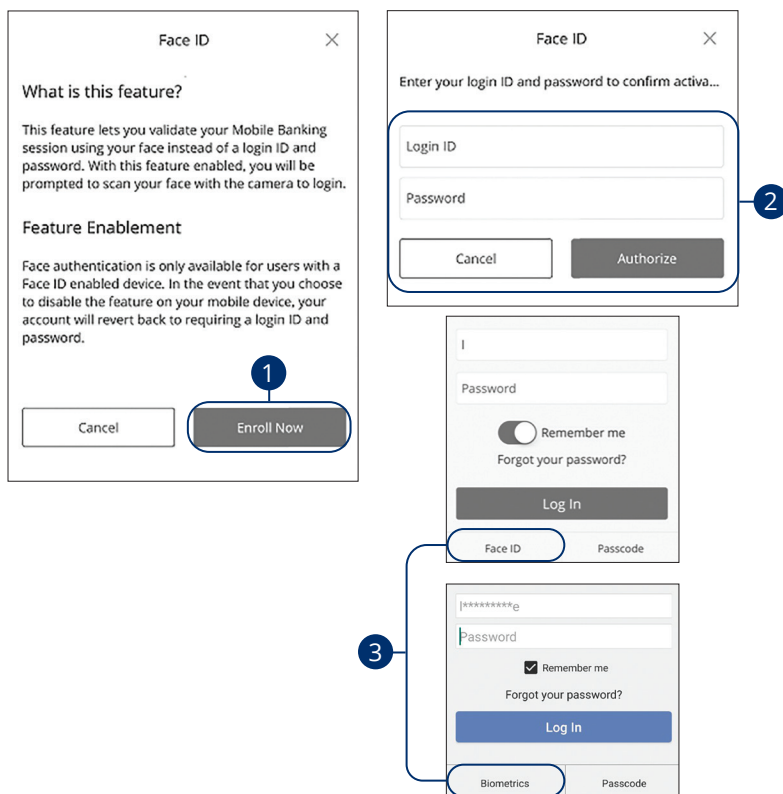 Face ID
What is this feature?
This feature lets you validate your Mobile Banking
session using your face instead of a login ID and
password. With this feature enabled, you will be
prompted to scan your face with the camera to login.
Feature Enablement
Face authentication is only available for users with a
Face ID enabled device. In the event that you choose
to disable the feature on your mobile device, your
account will revert back to requiring a login ID and
password.
1
Cancel Enroll Now
Face ID
Enter your login ID and password to confirm activa...
Login ID
Password
2
Cancel Authorize
I
Password
Remember me
Forgot your password?
Log In
Face ID Passcode
3
l*********e
Password
Remember me
Forgot your password?
Log In
Biometrics Passcode